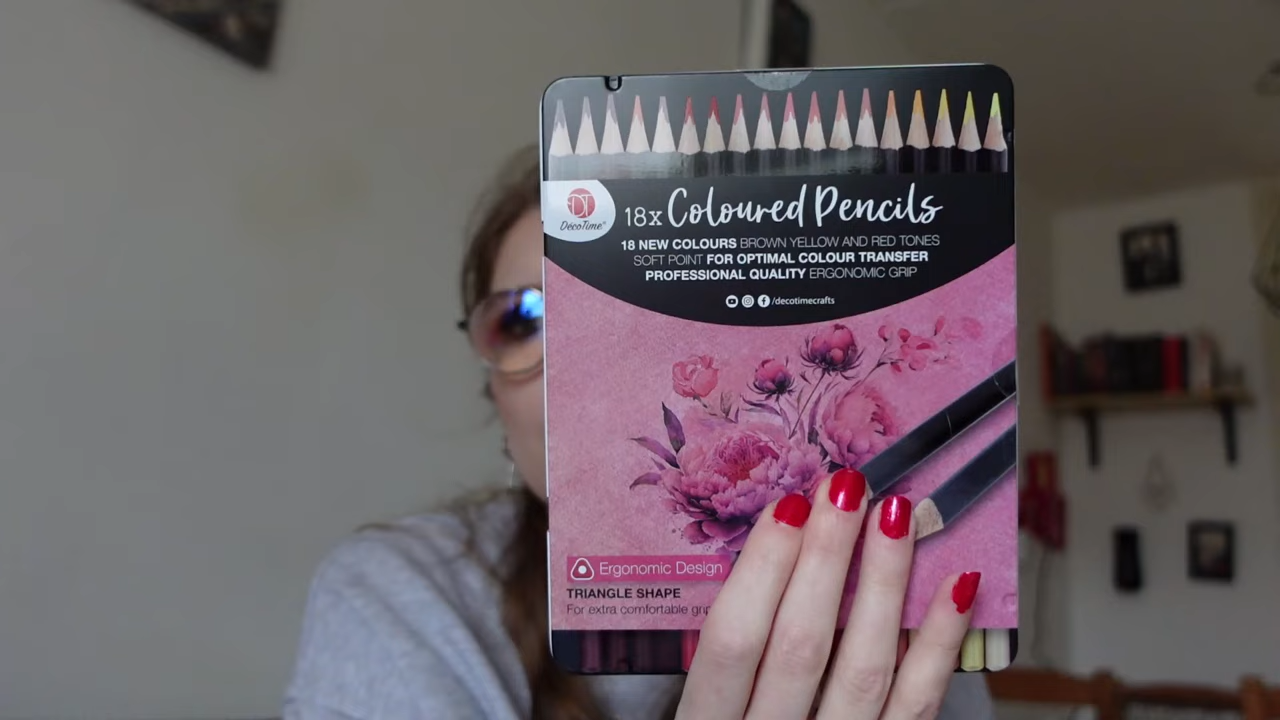 DT
DécoTime®
18x Coloured Pencils
18 NEW COLOURS BROWN YELLOW AND RED TONES
SOFT POINT FOR OPTIMAL COLOUR TRANSFER
PROFESSIONAL QUALITY ERGONOMIC GRIP
/decotimecrafts
Ergonomic Design
TRIANGLE SHAPE
For extra comfortable grip